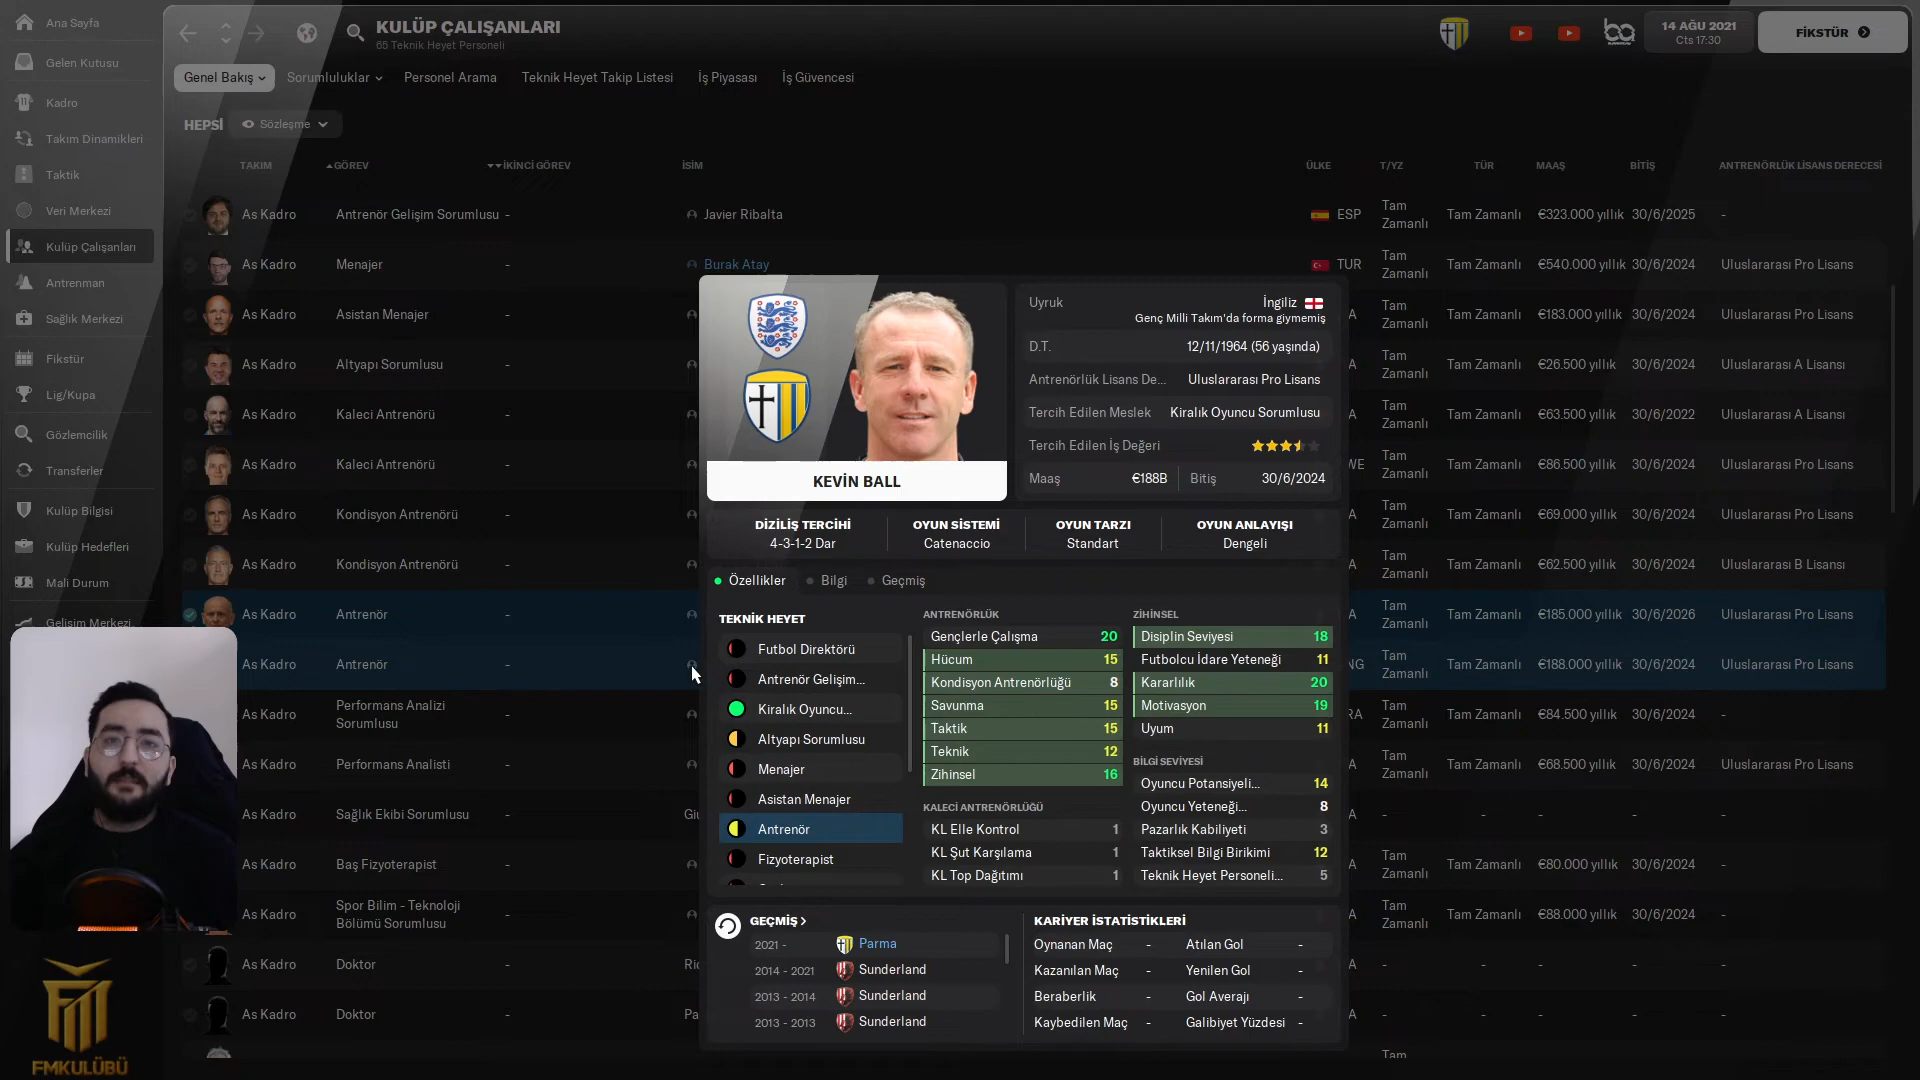 Ana Sayfa
Gelen Kutusu
Kadro
Takım Dinamikleri
Taktik
Veri Merkezi
Kulüp Çalışanları
Antrenman
Sağlık Merkezi
Fikstür
Lig/Kupa
Gözlemcilik
Transferler
Kulüp Bilgisi
Kulüp Hedefleri
Mali Durum
Gelişim Merkezi
FMKULÜBÜ
KULÜP ÇALIŞANLARI
65 Teknik Heyet Personeli
14 AĞU 2021
Cts 17:30
FİKSTÜR
Genel Bakış
Sorumluluklar
Personel Arama
Teknik Heyet Takip Listesi
İş Piyasası
İş Güvencesi
HEPSİ
Sözleşme
TAKIM GÖREV İKİNCİ GÖREV İSİM ÜLKE T/YZ TÜR MAAŞ BİTİŞ ANTRENÖRLÜK LİSANS DERECESİ
As Kadro Antrenör Gelişim Sorumlusu - Javier Ribalta ESP Tam Zamanlı Tam Zamanlı €323.000 yıllık 30/6/2025 -
As Kadro Menajer - Burak Atay TUR Tam Zamanlı Tam Zamanlı €540.000 yıllık 30/6/2024 Uluslararası Pro Lisans
As Kadro Asistan Menajer - A Tam Zamanlı Tam Zamanlı €183.000 yıllık 30/6/2024 Uluslararası Pro Lisans
As Kadro Altyapı Sorumlusu - A Tam Zamanlı Tam Zamanlı €26.500 yıllık 30/6/2024 Uluslararası A Lisansı
As Kadro Kaleci Antrenörü - A Tam Zamanlı Tam Zamanlı €63.500 yıllık 30/6/2022 Uluslararası A Lisansı
As Kadro Kaleci Antrenörü - WE Tam Zamanlı Tam Zamanlı €86.500 yıllık 30/6/2024 Uluslararası Pro Lisans
As Kadro Kondisyon Antrenörü - A Tam Zamanlı Tam Zamanlı €69.000 yıllık 30/6/2024 Uluslararası Pro Lisans
As Kadro Kondisyon Antrenörü - A Tam Zamanlı Tam Zamanlı €62.500 yıllık 30/6/2024 Uluslararası B Lisansı
As Kadro Antrenör - A Tam Zamanlı Tam Zamanlı €185.000 yıllık 30/6/2026 Uluslararası Pro Lisans
As Kadro Antrenör - NG Tam Zamanlı Tam Zamanlı €188.000 yıllık 30/6/2024 Uluslararası Pro Lisans
As Kadro Performans Analizi Sorumlusu - RA Tam Zamanlı Tam Zamanlı €84.500 yıllık 30/6/2024 -
As Kadro Performans Analisti - A Tam Zamanlı Tam Zamanlı €68.500 yıllık 30/6/2024 Uluslararası Pro Lisans
As Kadro Sağlık Ekibi Sorumlusu - Giu A - - - -
As Kadro Baş Fizyoterapist - A Tam Zamanlı Tam Zamanlı €80.000 yıllık 30/6/2024 -
As Kadro Spor Bilim - Teknoloji Bölümü Sorumlusu - A Tam Zamanlı Tam Zamanlı €88.000 yıllık 30/6/2024 -
As Kadro Doktor - Ric A - - - -
As Kadro Doktor - Pa A - - - -
Tam
KEVİN BALL
Uyruk İngiliz
Genç Milli Takım'da forma giymemiş
D.T. 12/11/1964 (56 yaşında)
Antrenörlük Lisans De... Uluslararası Pro Lisans
Tercih Edilen Meslek Kiralık Oyuncu Sorumlusu
Tercih Edilen İş Değeri
Maaş €188B Bitiş 30/6/2024
DİZİLİŞ TERCİHİ OYUN SİSTEMİ OYUN TARZI OYUN ANLAYIŞI
4-3-1-2 Dar Catenaccio Standart Dengeli
Özellikler Bilgi Geçmiş
TEKNİK HEYET
Futbol Direktörü
Antrenör Gelişim...
Kiralık Oyuncu...
Altyapı Sorumlusu
Menajer
Asistan Menajer
Antrenör
Fizyoterapist
ANTRENÖRLÜK
Gençlerle Çalışma 20
Hücum 15
Kondisyon Antrenörlüğü 8
Savunma 15
Taktik 15
Teknik 12
Zihinsel 16
KALECİ ANTRENÖRLÜĞÜ
KL Elle Kontrol 1
KL Şut Karşılama 1
KL Top Dağıtımı 1
ZİHİNSEL
Disiplin Seviyesi 18
Futbolcu İdare Yeteneği 11
Kararlılık 20
Motivasyon 19
Uyum 11
BİLGİ SEVİYESİ
Oyuncu Potansiyeli... 14
Oyuncu Yeteneği... 8
Pazarlık Kabiliyeti 3
Taktiksel Bilgi Birikimi 12
Teknik Heyet Personeli... 5
GEÇMİŞ
2021 - Parma
2014 - 2021 Sunderland
2013 - 2014 Sunderland
2013 - 2013 Sunderland
KARİYER İSTATİSTİKLERİ
Oynanan Maç - Atılan Gol -
Kazanılan Maç - Yenilen Gol -
Beraberlik - Gol Averajı -
Kaybedilen Maç - Galibiyet Yüzdesi -